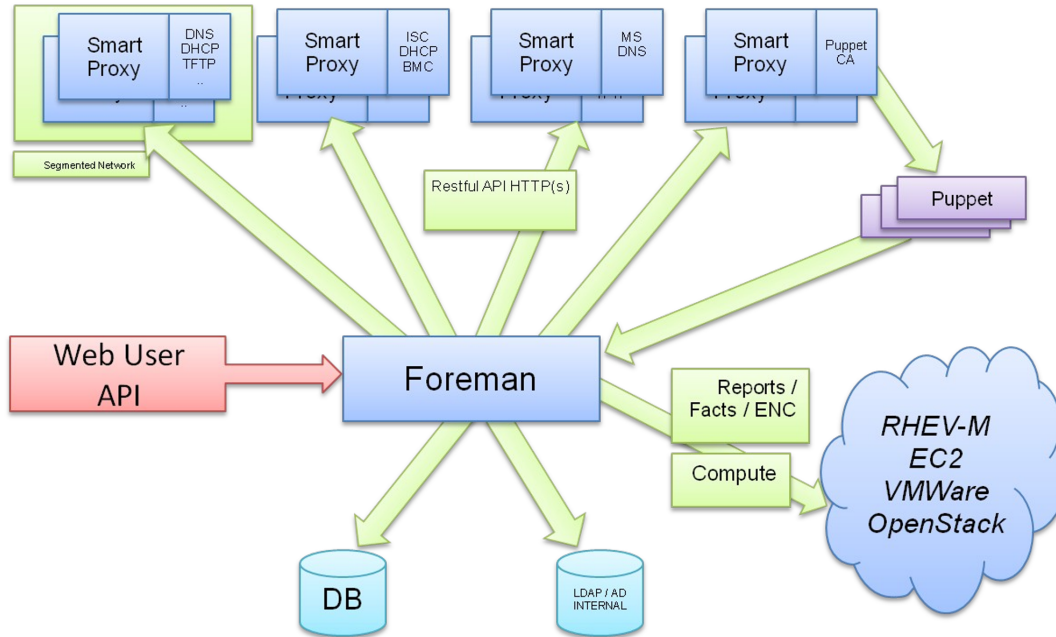 Smart
Proxy
DNS
DHCP
TFTP
..
..
Smart
Proxy
ISC
DHCP
BMC
Smart
Proxy
MS
DNS
Smart
Proxy
Puppet
CA
Segmented Network
Restful API HTTP(s)
Puppet
Web User
API
Foreman
Reports /
Facts / ENC
Compute
RHEV-M
EC2
VMWare
OpenStack
DB
LDAP / AD
INTERNAL